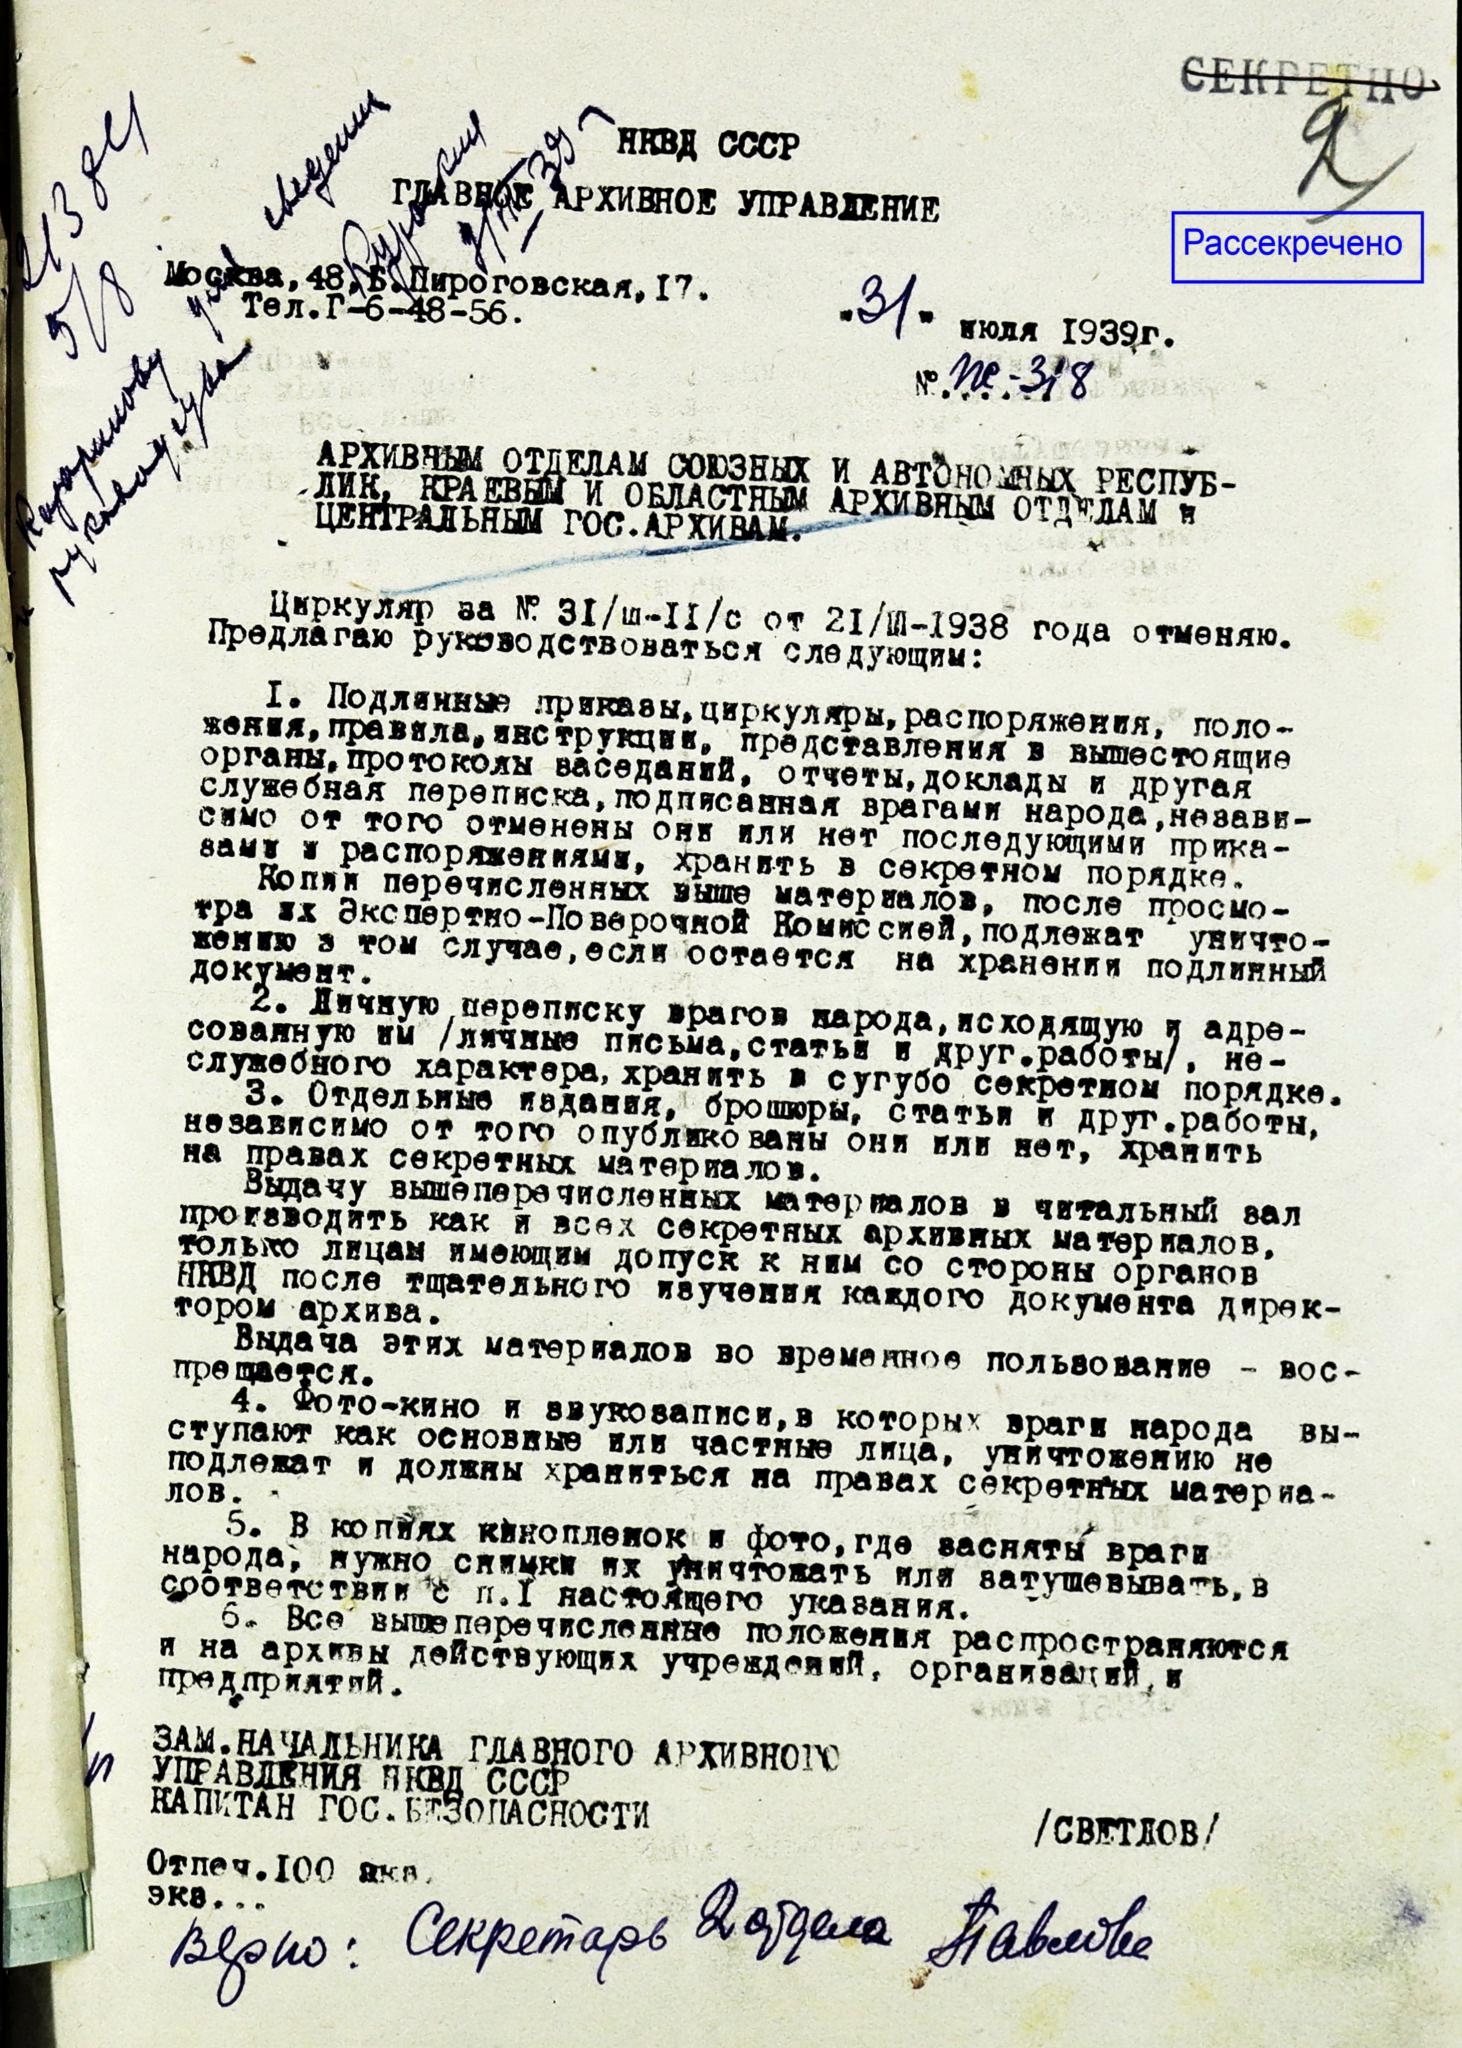 СЕКРЕТНО
2
Рассекречено
НКВД СССР
ГЛАВНОЕ АРХИВНОЕ УПРАВЛЕНИЕ
Москва, 48, Б. Пироговская, 17.
Тел. Г-6-48-56.
"31" июля 1939г.
№
5/8
сведения
и руководства
АРХИВНЫМ ОТДЕЛАМ СОЮЗНЫХ И АВТОНОМНЫХ РЕСПУБ-
ЛИК, КРАЕВЫМ И ОБЛАСТНЫМ АРХИВНЫМ ОТДЕЛАМ и
ЦЕНТРАЛЬНЫМ ГОС.АРХИВАМ.
Циркуляр за № 31/ш-11/с от 21/Ш-1938 года отменяю.
Предлагаю руководствоваться следующим:
1. Подлинные приказы, циркуляры, распоряжения, поло-
жения, правила, инструкции, представления в вышестоящие
органы, протоколы заседаний, отчеты, доклады и другая
служебная переписка, подписанная врагами народа, незави-
симо от того отменены они или нет последующими прика-
зами и распоряжениями, хранить в секретном порядке.
Копии перечисленных выше материалов, после просмо-
тра их Экспертно-Поверочной Комиссией, подлежат уничто-
жению в том случае, если остается на хранении подлинный
документ.
2. Личную переписку врагов народа, исходящую и адре-
сованную им /личные письма, статьи и друг.работы/, не-
служебного характера, хранить в сугубо секретном порядке.
3. Отдельные издания, брошюры, статьи и друг.работы,
независимо от того опубликованы они или нет, хранить
на правах секретных материалов.
Выдачу вышеперечисленных материалов в читальный зал
производить как и всех секретных архивных материалов,
только лицам имеющим допуск к ним со стороны органов
НКВД после тщательного изучения каждого документа дирек-
тором архива.
Выдача этих материалов во временное пользование - вос-
прещается.
4. Фото-кино и звукозаписи, в которых враги народа вы-
ступают как основные или частные лица, уничтожению не
подлежат и должны храниться на правах секретных материа-
лов.
5. В копиях кинопленок и фото, где засняты враги
народа, нужно снимки их уничтожать или затушевывать, в
соответствии с п.1 настоящего указания.
6. Все вышеперечисленные положения распространяются
и на архивы действующих учреждений, организаций, и
предприятий.
ЗАМ.НАЧАЛЬНИКА ГЛАВНОГО АРХИВНОГО
УПРАВЛЕНИЯ НКВД СССР
КАПИТАН ГОС.БЕЗОПАСНОСТИ
/СВЕТЛОВ/
Отпеч.100 экз.
экз...
Верно: Секретарь 2 отдела